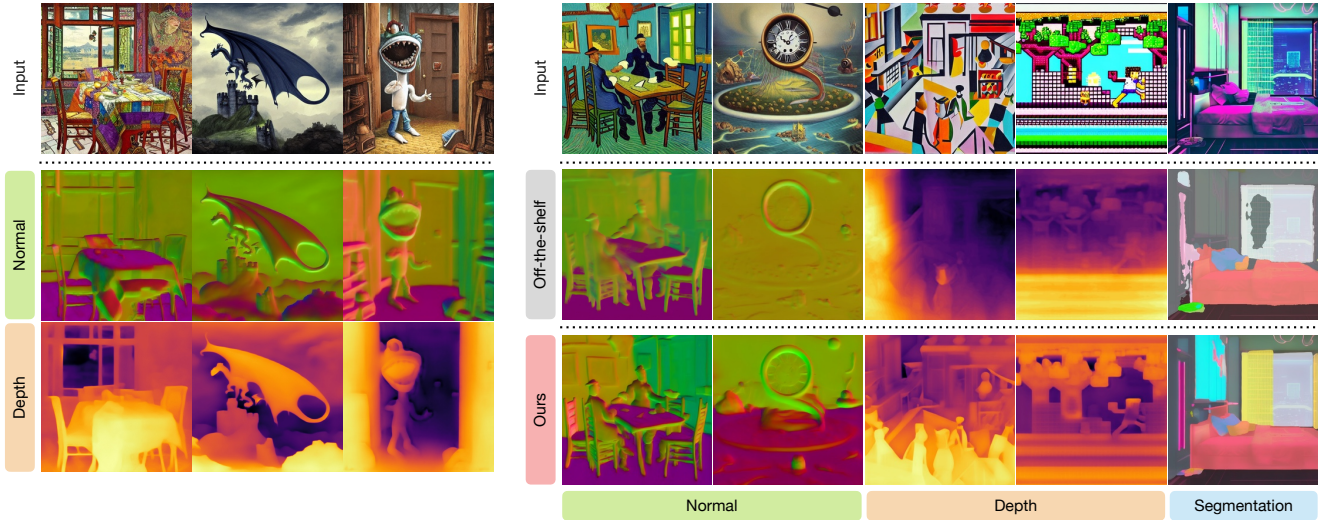 Input
Normal
Depth
Input
Off-the-shelf
Ours
Normal
Depth
Segmentation